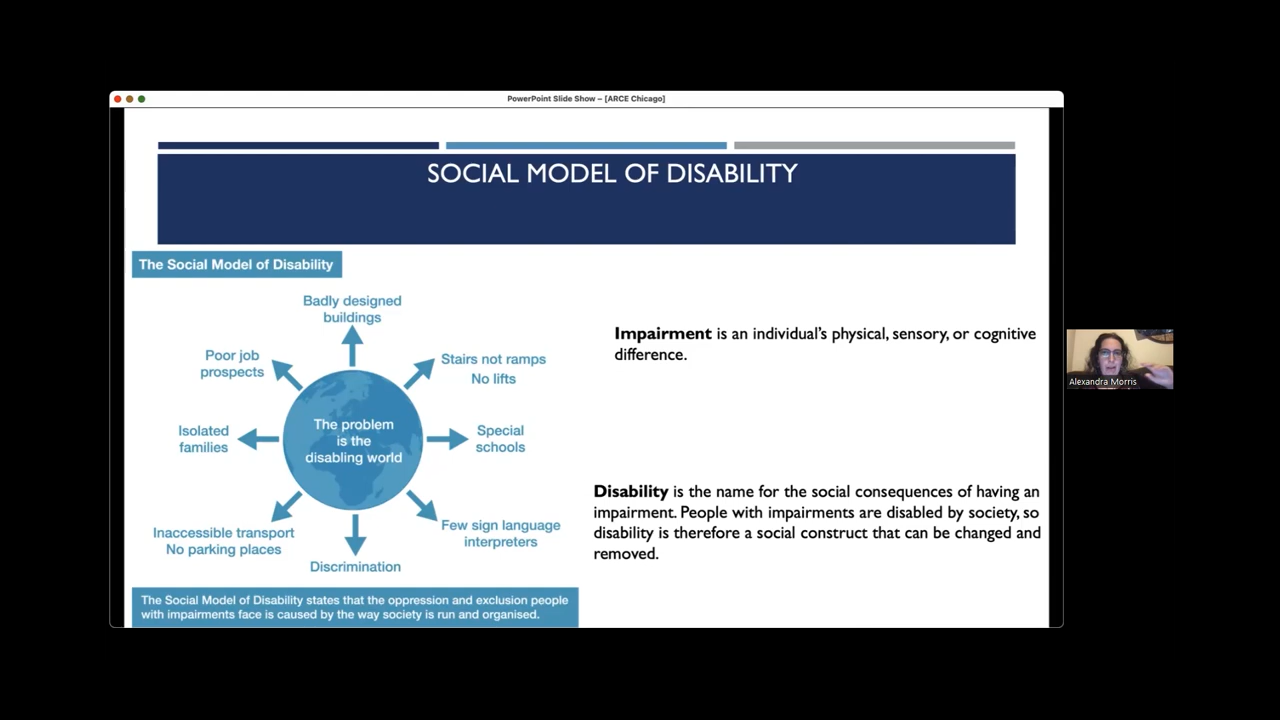 PowerPoint Slide Show – [ARCE Chicago]
SOCIAL MODEL OF DISABILITY
The Social Model of Disability
Badly designed
buildings
Poor job
prospects
Stairs not ramps
No lifts
Isolated
families
The problem
is the
disabling world
Special
schools
Inaccessible transport
No parking places
Few sign language
interpreters
Discrimination
The Social Model of Disability states that the oppression and exclusion people
with impairments face is caused by the way society is run and organised.
Impairment is an individual's physical, sensory, or cognitive
difference.
Disability is the name for the social consequences of having an
impairment. People with impairments are disabled by society, so
disability is therefore a social construct that can be changed and
removed.
Alexandra Morris